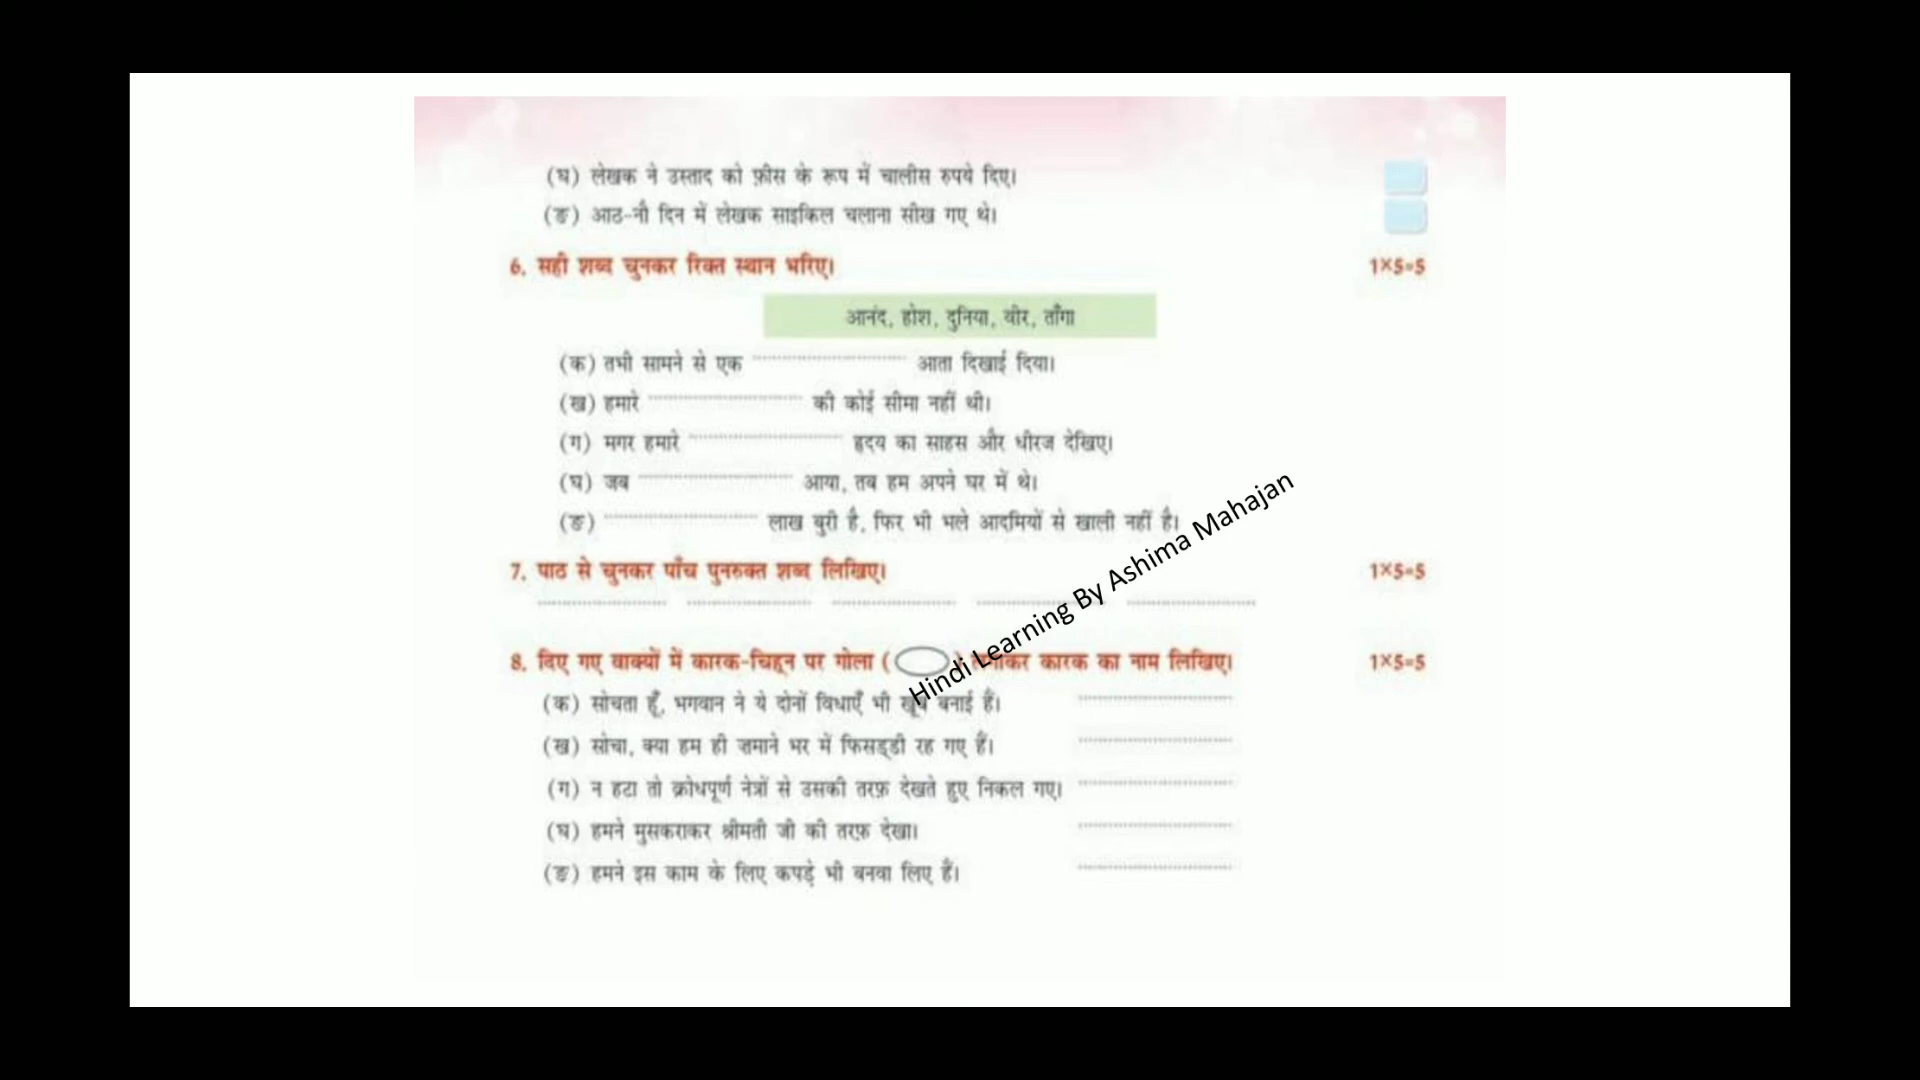 (घ) लेखक ने उस्ताद को फ़ीस के रूप में चालीस रुपये दिए।
(ङ) आठ-नौ दिन में लेखक साइकिल चलाना सीख गए थे।
6. सही शब्द चुनकर रिक्त स्थान भरिए। 1×5=5
आनंद, होश, दुनिया, वीर, ताँगा
(क) तभी सामने से एक ................ आता दिखाई दिया।
(ख) हमारे ................ की कोई सीमा नहीं थी।
(ग) मगर हमारे ................ हृदय का साहस और धीरज देखिए।
(घ) जब ................ आया, तब हम अपने घर में थे।
(ङ) ................ लाख बुरी है, फिर भी भले आदमियों से खाली नहीं है।
7. पाठ से चुनकर पाँच पुनरुक्त शब्द लिखिए। 1×5=5
8. दिए गए वाक्यों में कारक-चिह्न पर गोला ( ) लगाकर कारक का नाम लिखिए। 1×5=5
(क) सोचता हूँ, भगवान ने ये दोनों विधाएँ भी खूब बनाई हैं। ................
(ख) सोचा, क्या हम ही ज़माने भर में फिसड्डी रह गए हैं। ................
(ग) न हटा तो क्रोधपूर्ण नेत्रों से उसकी तरफ़ देखते हुए निकल गए। ................
(घ) हमने मुसकराकर श्रीमती जी की तरफ़ देखा। ................
(ङ) हमने इस काम के लिए कपड़े भी बनवा लिए हैं। ................
Hindi Learning By Ashima Mahajan